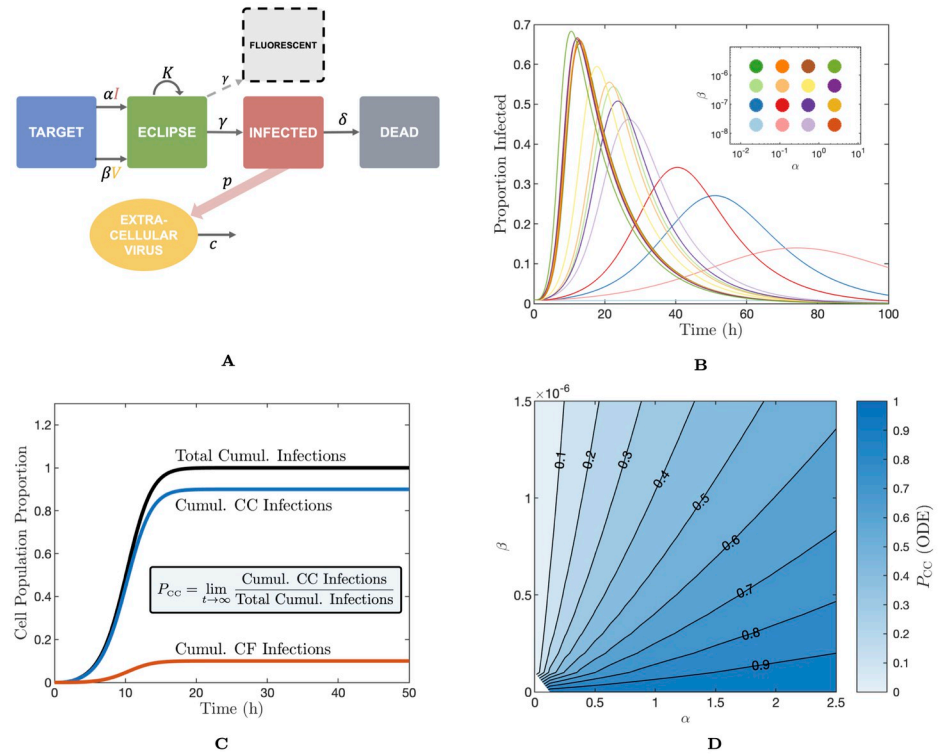 A
TARGET
αI
βV
K
ECLIPSE
γ
γ
FLUORESCENT
INFECTED
δ
DEAD
p
EXTRA-
CELLULAR
VIRUS
c
B
Proportion Infected
0.7
0.6
0.5
0.4
0.3
0.2
0.1
0
0
20
40
60
80
100
Time (h)
β
10⁻⁶
10⁻⁷
10⁻⁸
10⁻²
10⁻¹
10⁰
10¹
α
C
Cell Population Proportion
1.2
1
0.8
0.6
0.4
0.2
0
0
10
20
30
40
50
Time (h)
Total Cumul. Infections
Cumul. CC Infections
P_CC = lim t→∞ Cumul. CC Infections / Total Cumul. Infections
Cumul. CF Infections
D
×10⁻⁶
1.5
1
0.5
0
β
0
0.5
1
1.5
2
2.5
α
0.1
0.2
0.3
0.4
0.5
0.6
0.7
0.8
0.9
1
0.9
0.8
0.7
0.6
0.5
0.4
0.3
0.2
0.1
0
P_CC (ODE)